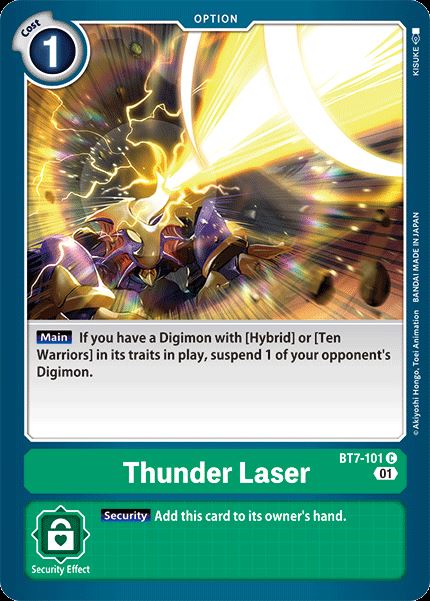 OPTION
Cost
1
KISUKE
© Akiyoshi Hongo, Toei Animation BANDAI MADE IN JAPAN
Main If you have a Digimon with [Hybrid] or [Ten
Warriors] in its traits in play, suspend 1 of your opponent's
Digimon.
BT7-101 C
Thunder Laser
01
Security Add this card to its owner's hand.
Security Effect